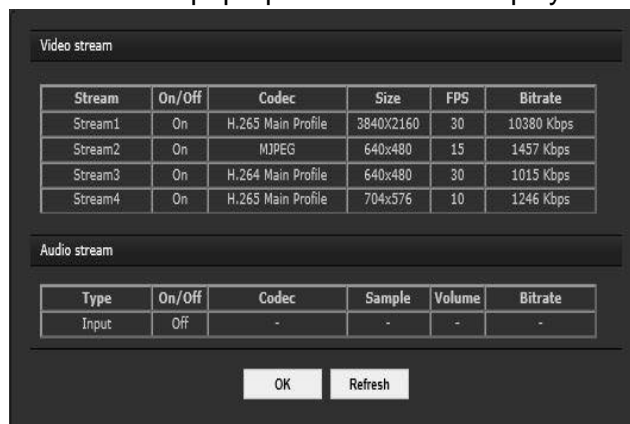 Video stream
Stream On/Off Codec Size FPS Bitrate
Stream1 On H.265 Main Profile 3840X2160 30 10380 Kbps
Stream2 On MJPEG 640x480 15 1457 Kbps
Stream3 On H.264 Main Profile 640x480 30 1015 Kbps
Stream4 On H.265 Main Profile 704x576 10 1246 Kbps
Audio stream
Type On/Off Codec Sample Volume Bitrate
Input Off - - - -
OK Refresh